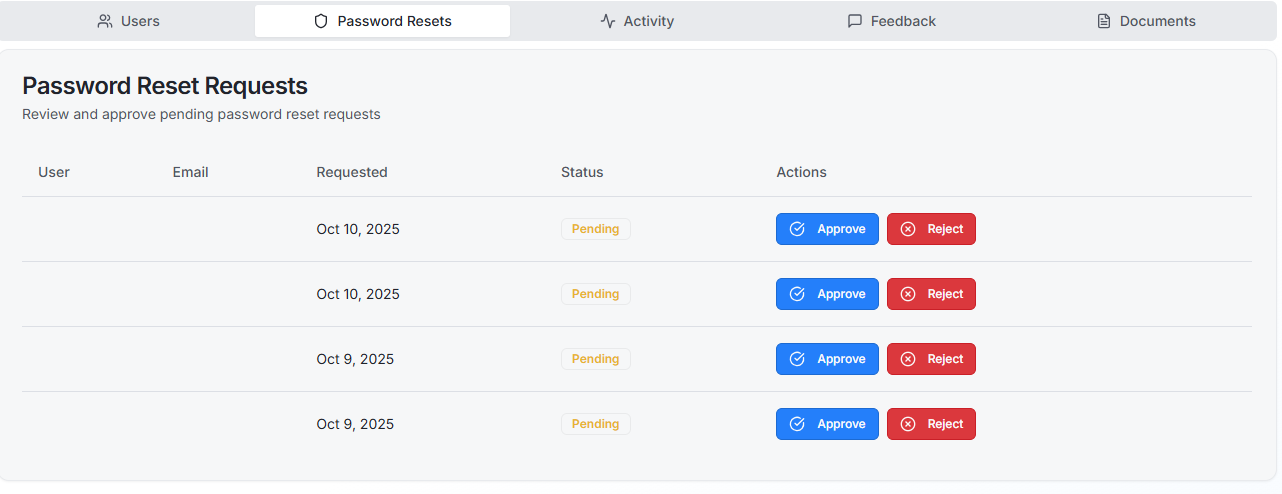 Users Password Resets Activity Feedback Documents
Password Reset Requests
Review and approve pending password reset requests
User Email Requested Status Actions
Oct 10, 2025 Pending Approve Reject
Oct 10, 2025 Pending Approve Reject
Oct 9, 2025 Pending Approve Reject
Oct 9, 2025 Pending Approve Reject